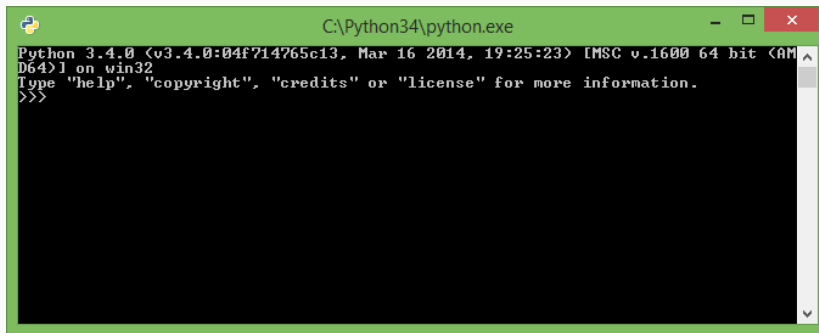 C:\Python34\python.exe
Python 3.4.0 (v3.4.0:04f714765c13, Mar 16 2014, 19:25:23) [MSC v.1600 64 bit (AM
D64)] on win32
Type "help", "copyright", "credits" or "license" for more information.
>>>